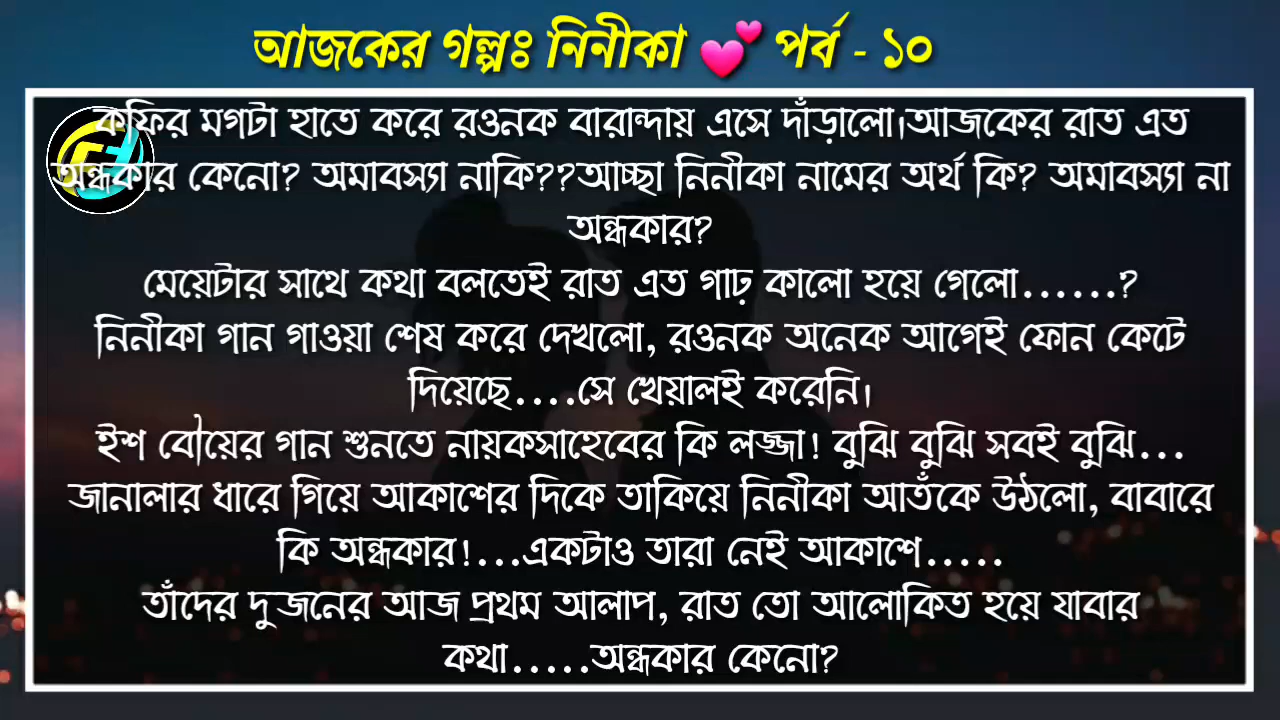 আজকের গল্পঃ নিনীকা 💕 পর্ব - ১০
কফির মগটা হাতে করে রওনক বারান্দায় এসে দাঁড়ালো।আজকের রাত এত
অন্ধকার কেনো? অমাবস্যা নাকি??আচ্ছা নিনীকা নামের অর্থ কি? অমাবস্যা না
অন্ধকার?
মেয়েটার সাথে কথা বলতেই রাত এত গাঢ় কালো হয়ে গেলো......?
নিনীকা গান গাওয়া শেষ করে দেখলো, রওনক অনেক আগেই ফোন কেটে
দিয়েছে....সে খেয়ালই করেনি।
ইশ বৌয়ের গান শুনতে নায়কসাহেবের কি লজ্জা! বুঝি বুঝি সবই বুঝি...
জানালার ধারে গিয়ে আকাশের দিকে তাকিয়ে নিনীকা আতঁকে উঠলো, বাবারে
কি অন্ধকার!...একটাও তারা নেই আকাশে.....
তাঁদের দু'জনের আজ প্রথম আলাপ, রাত তো আলোকিত হয়ে যাবার
কথা.....অন্ধকার কেনো?